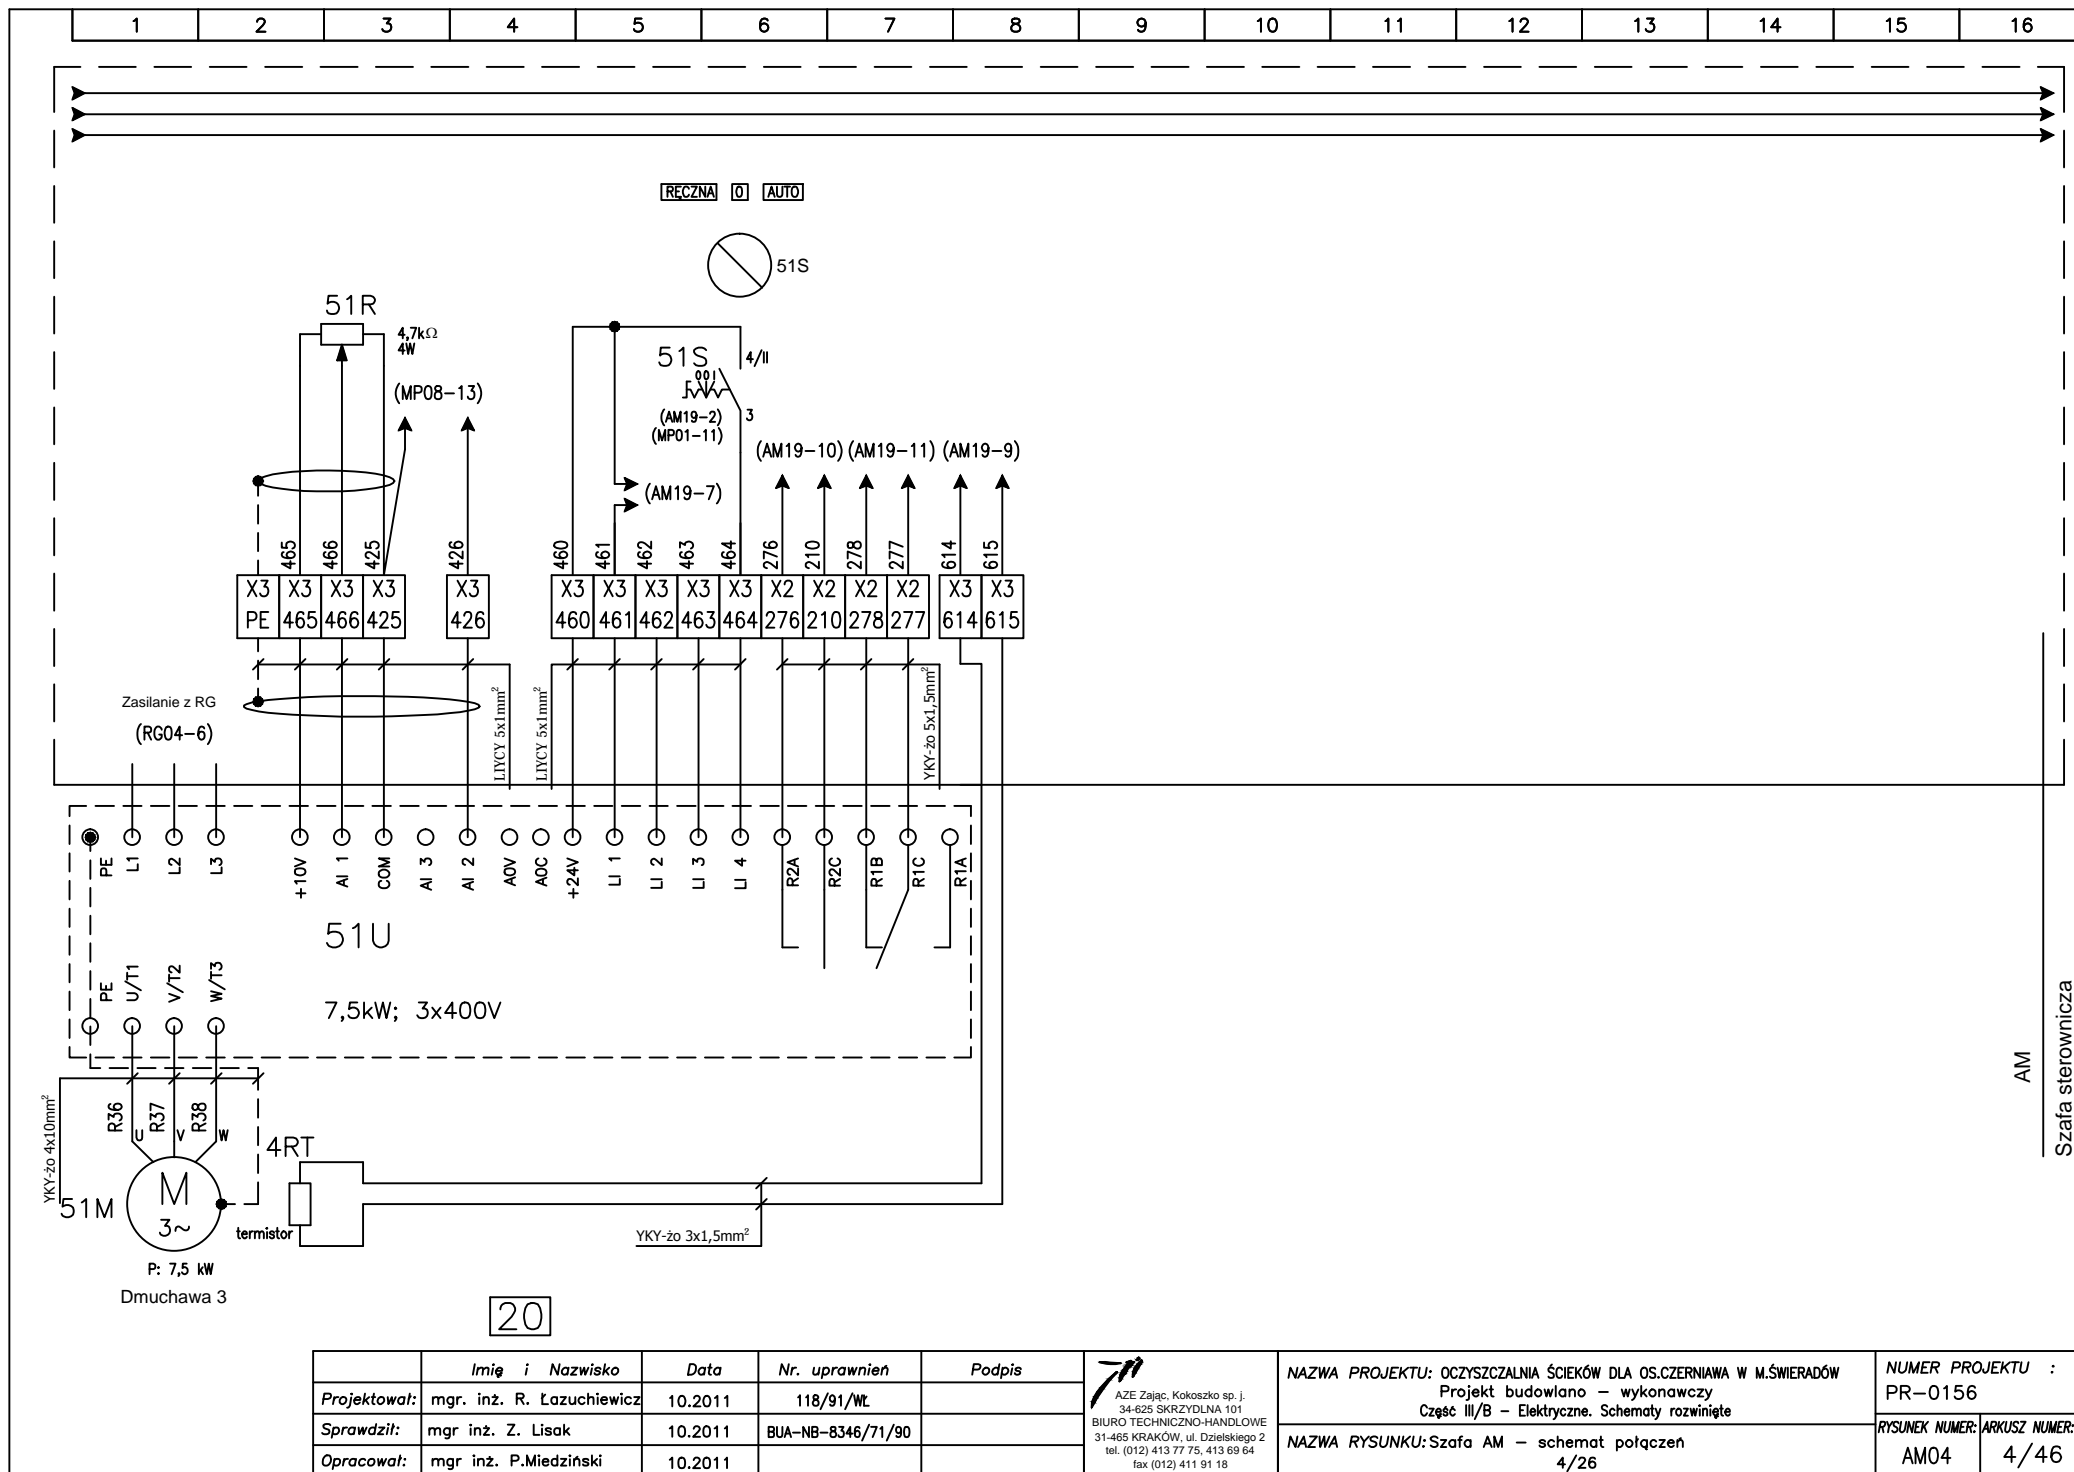 1 2 3 4 5 6 7 8 9 10 11 12 13 14 15 16
RĘCZNA 0 AUTO
51S
51R
4,7kΩ
4W
(MP08-13)
51S
4/II
001
(AM19-2)
3
(MP01-11)
(AM19-10) (AM19-11) (AM19-9)
(AM19-7)
465 466 425 426 460 461 462 463 464 276 210 278 277 614 615
X3 X3 X3 X3 X3 X3 X3 X3 X3 X3 X2 X2 X2 X2 X3 X3
PE 465 466 425 426 460 461 462 463 464 276 210 278 277 614 615
Zasilanie z RG
(RG04-6)
LIYCY 5x1mm²
LIYCY 5x1mm²
YKY-żo 5x1,5mm²
PE L1 L2 L3 +10V AI 1 COM AI 3 AI 2 AOV AOC +24V LI 1 LI 2 LI 3 LI 4 R2A R2C R1B R1C R1A
51U
PE U/T1 V/T2 W/T3
7,5kW; 3x400V
AM
Szafa sterownicza
YKY-żo 4x10mm²
R36 R37 R38
U V W
4RT
M
3~
51M
termistor
YKY-żo 3x1,5mm²
P: 7,5 kW
Dmuchawa 3
20
Imię i Nazwisko Data Nr. uprawnień Podpis
Projektował: mgr. inż. R. Łazuchiewicz 10.2011 118/91/WŁ
Sprawdził: mgr inż. Z. Lisak 10.2011 BUA-NB-8346/71/90
Opracował: mgr inż. P.Miedziński 10.2011
AZE Zając, Kokoszko sp. j.
34-625 SKRZYDLNA 101
BIURO TECHNICZNO-HANDLOWE
31-465 KRAKÓW, ul. Dzielskiego 2
tel. (012) 413 77 75, 413 69 64
fax (012) 411 91 18
NAZWA PROJEKTU: OCZYSZCZALNIA ŚCIEKÓW DLA OS.CZERNIAWA W M.ŚWIERADÓW
Projekt budowlano - wykonawczy
Część III/B - Elektryczne. Schematy rozwinięte
NAZWA RYSUNKU: Szafa AM - schemat połączeń
4/26
NUMER PROJEKTU :
PR-0156
RYSUNEK NUMER: ARKUSZ NUMER:
AM04 4/46